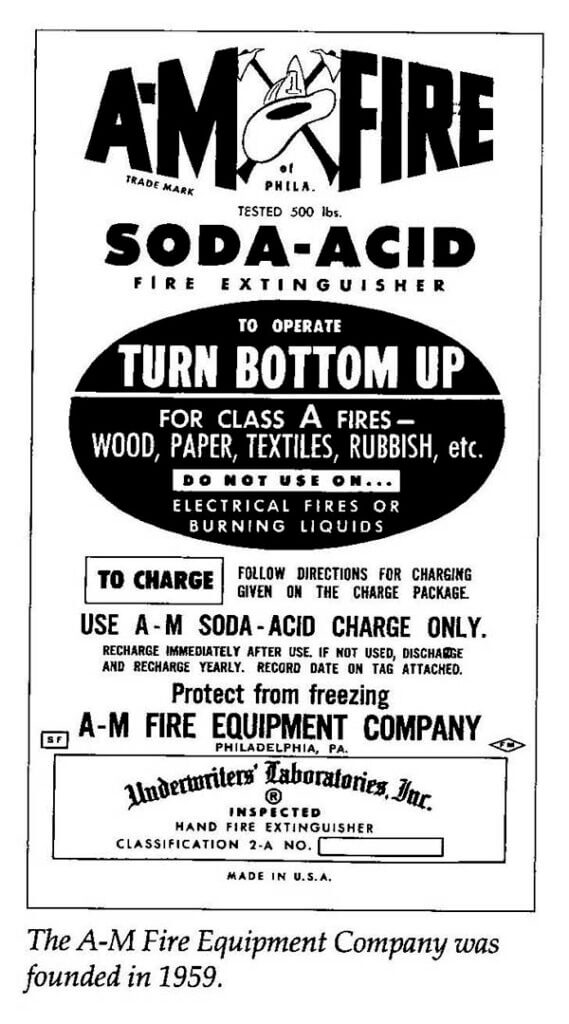 A-M FIRE
1
of
PHILA.
TRADE MARK
TESTED 500 lbs.
SODA-ACID
FIRE EXTINGUISHER
TO OPERATE
TURN BOTTOM UP
FOR CLASS A FIRES—
WOOD, PAPER, TEXTILES, RUBBISH, etc.
DO NOT USE ON...
ELECTRICAL FIRES OR
BURNING LIQUIDS
TO CHARGE
FOLLOW DIRECTIONS FOR CHARGING
GIVEN ON THE CHARGE PACKAGE.
USE A-M SODA-ACID CHARGE ONLY.
RECHARGE IMMEDIATELY AFTER USE. IF NOT USED, DISCHARGE
AND RECHARGE YEARLY. RECORD DATE ON TAG ATTACHED.
Protect from freezing
A-M FIRE EQUIPMENT COMPANY
SF
PHILADELPHIA, PA.
FM
Underwriters' Laboratories, Inc.
®
INSPECTED
HAND FIRE EXTINGUISHER
CLASSIFICATION 2-A NO.
MADE IN U.S.A.
The A-M Fire Equipment Company was
founded in 1959.